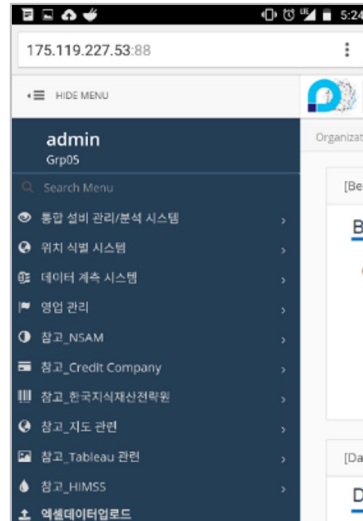 5:24
175.119.227.53:88
HIDE MENU
admin
Grp05
Organizat
Search Menu
[Be
B
통합 설비 관리/분석 시스템
위치 식별 시스템
데이터 계측 시스템
영업 관리
참고_NSAM
참고_Credit Company
참고_한국지식재산전략원
참고_지도 관련
참고_Tableau 관련
[Da
참고_HIMSS
D
엑셀데이터업로드